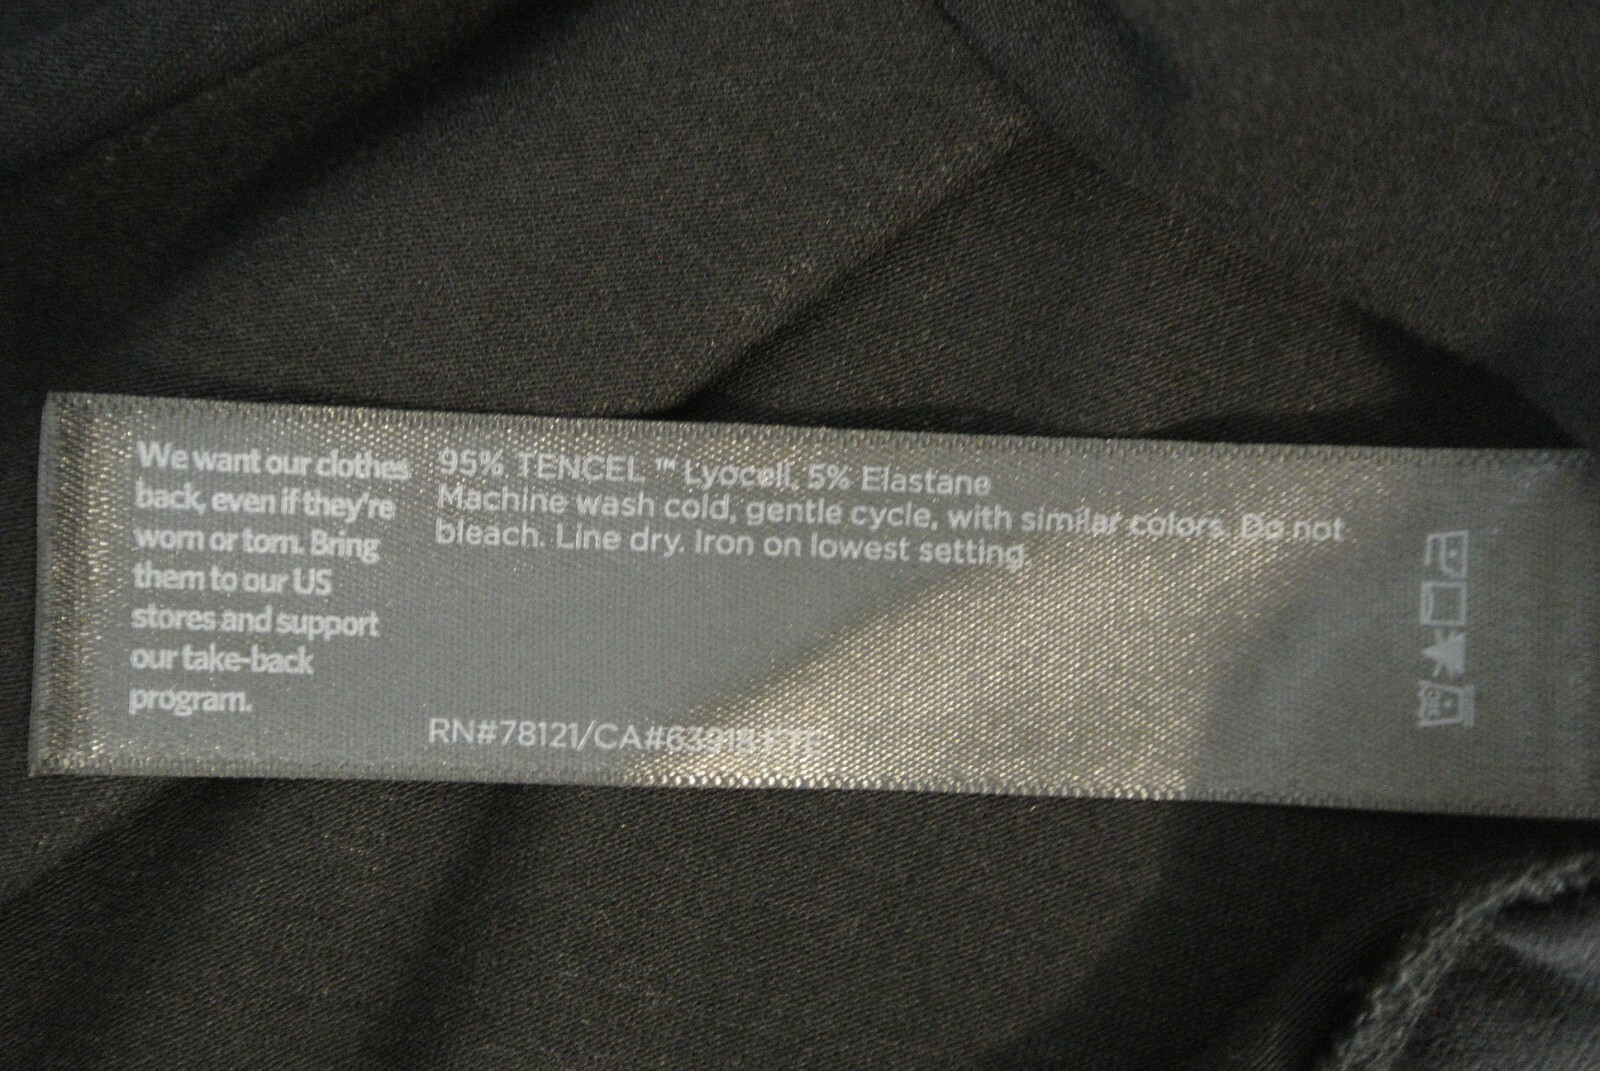 We want our clothes
back, even if they're
worn or torn. Bring
them to our US
stores and support
our take-back
program.
95% TENCEL ™ Lyocell, 5% Elastane
Machine wash cold, gentle cycle, with similar colors. Do not
bleach. Line dry. Iron on lowest setting.
RN#78121/CA#63918 FTE